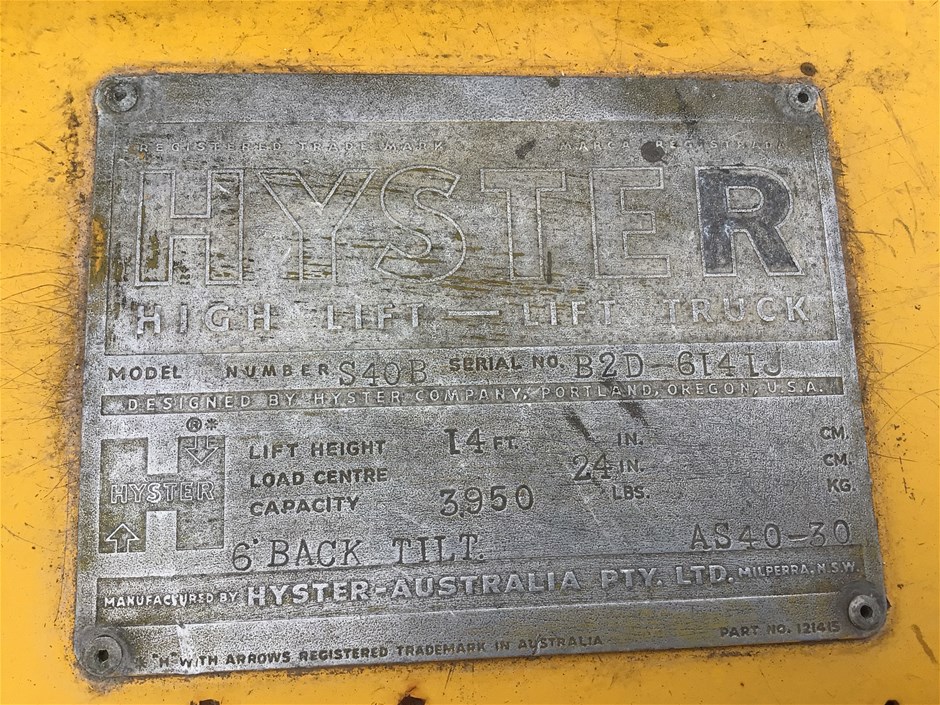 REGISTERED TRADE MARK MARCA REGISTRADA
HYSTER
HIGH LIFT — LIFT TRUCK
MODEL NUMBER S40B SERIAL NO. B2D-6141J
DESIGNED BY HYSTER COMPANY, PORTLAND, OREGON, U.S.A.
®*
HYSTER
LIFT HEIGHT 14 FT. IN. CM.
LOAD CENTRE 24 IN. CM.
CAPACITY 3950 LBS. KG.
6° BACK TILT. AS40-30
MANUFACTURED BY HYSTER-AUSTRALIA PTY. LTD. MILPERRA, N.S.W.
* "H" WITH ARROWS REGISTERED TRADEMARK IN AUSTRALIA PART NO. 121415